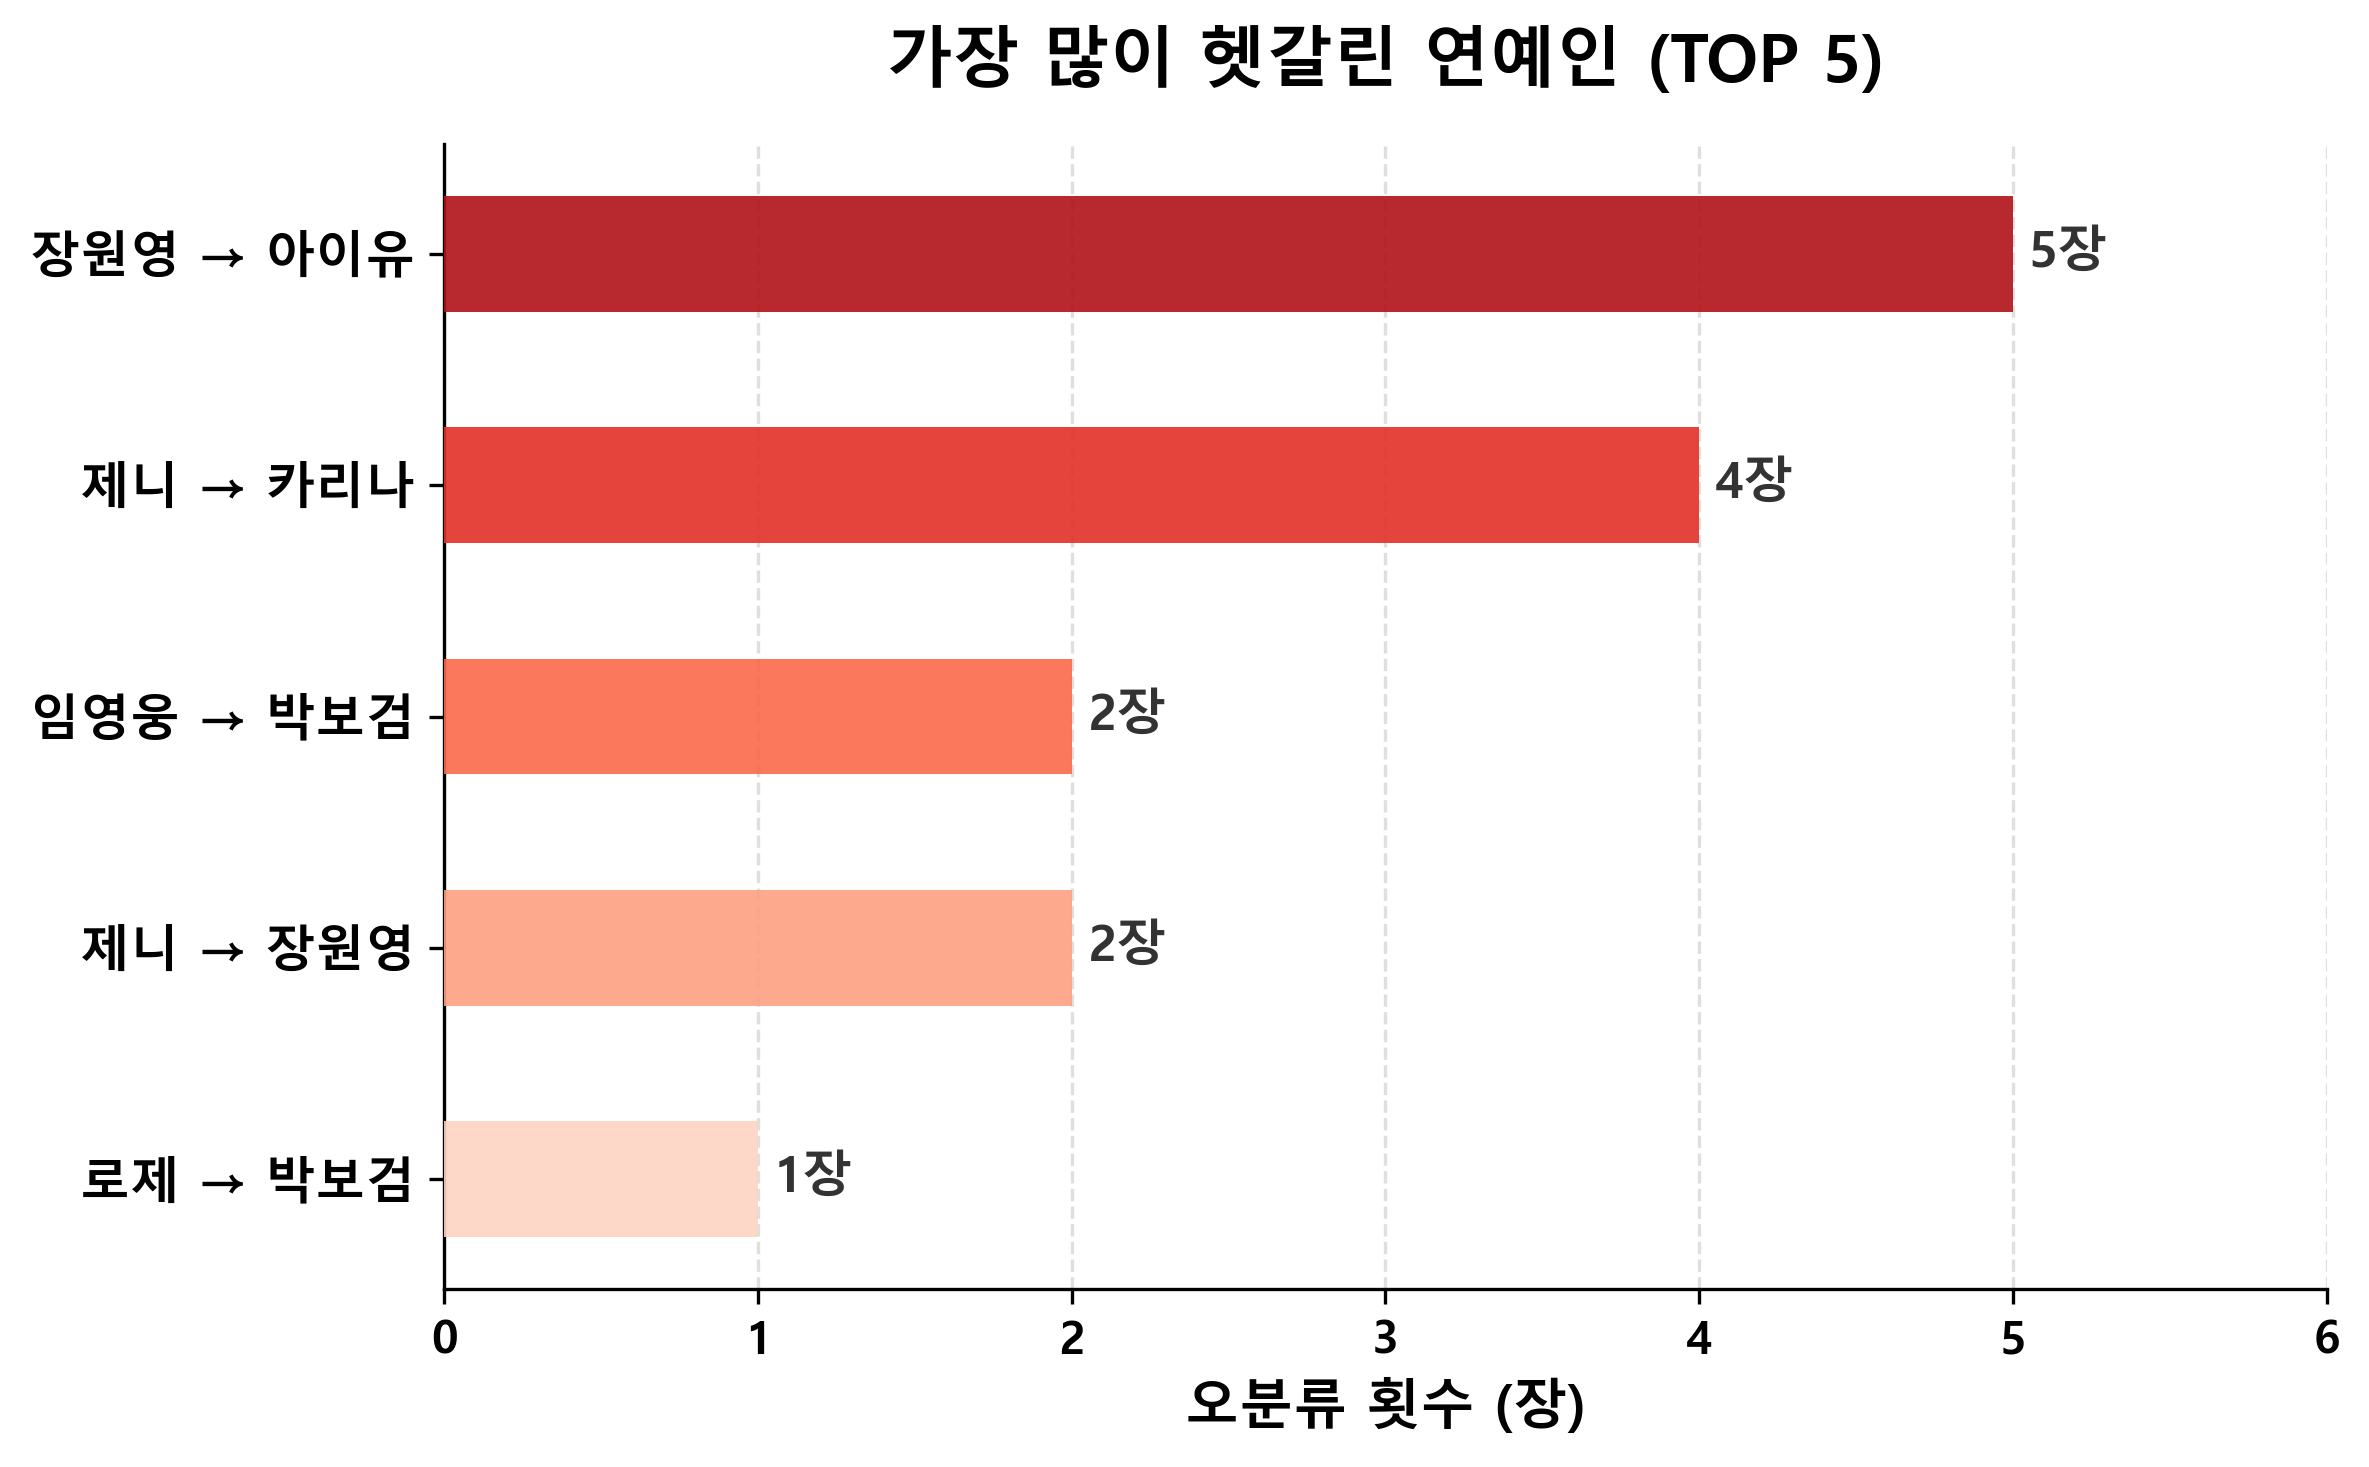 가장 많이 헷갈린 연예인 (TOP 5)
장원영 → 아이유
5장
제니 → 카리나
4장
임영웅 → 박보검
2장
제니 → 장원영
2장
로제 → 박보검
1장
0 1 2 3 4 5 6
오분류 횟수 (장)